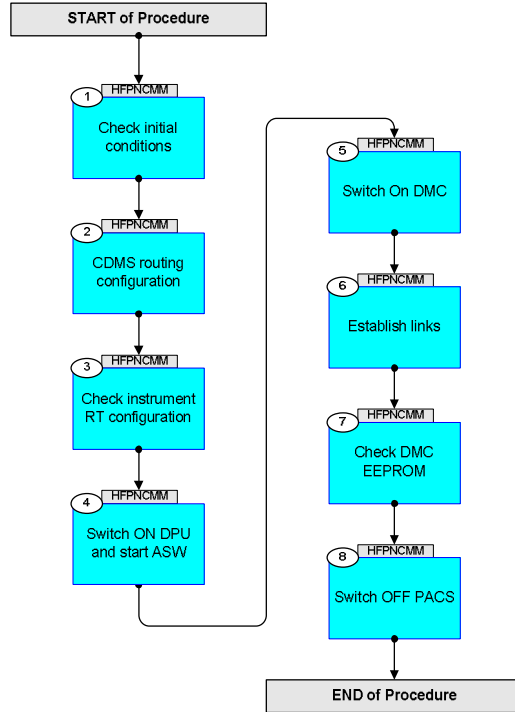 START of Procedure
HFPNCMM
1
Check initial
conditions
HFPNCMM
2
CDMS routing
configuration
HFPNCMM
3
Check instrument
RT configuration
HFPNCMM
4
Switch ON DPU
and start ASW
HFPNCMM
5
Switch On DMC
HFPNCMM
6
Establish links
HFPNCMM
7
Check DMC
EEPROM
HFPNCMM
8
Switch OFF PACS
END of Procedure